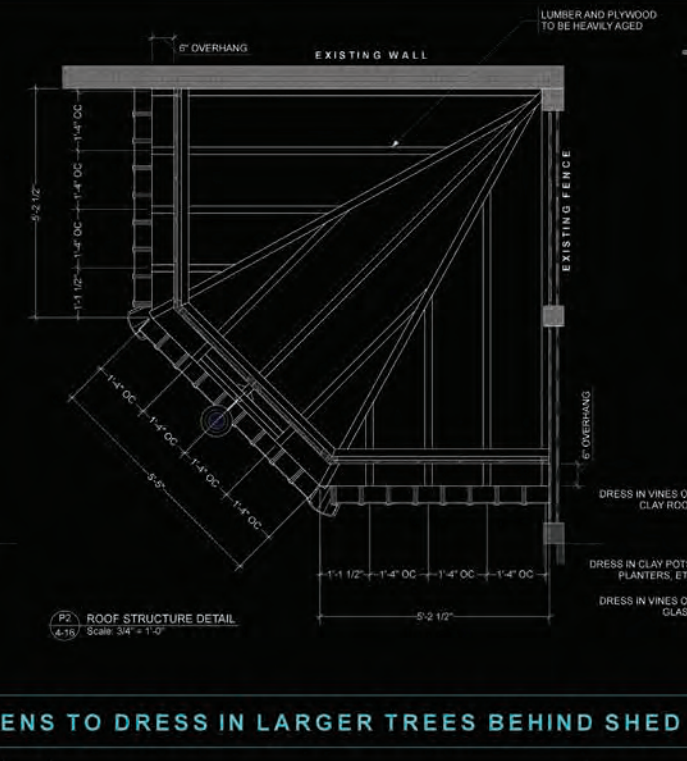 LUMBER AND PLYWOOD
TO BE HEAVILY AGED
6" OVERHANG
EXISTING WALL
1'-4" OC
1'-4" OC
1'-4" OC
1'-1 1/2"
5'-2 1/2"
EXISTING FENCE
1'-4" OC
1'-4" OC
1'-4" OC
1'-4" OC
5'-5"
6" OVERHANG
DRESS IN VINES
CLAY
1'-1 1/2"
1'-4" OC
1'-4" OC
1'-4" OC
DRESS IN CLAY
PLANTERS,
5'-2 1/2"
DRESS IN VINES
P2
4-16
ROOF STRUCTURE DETAIL
Scale: 3/4" = 1'-0"
ENS TO DRESS IN LARGER TREES BEHIND SHED